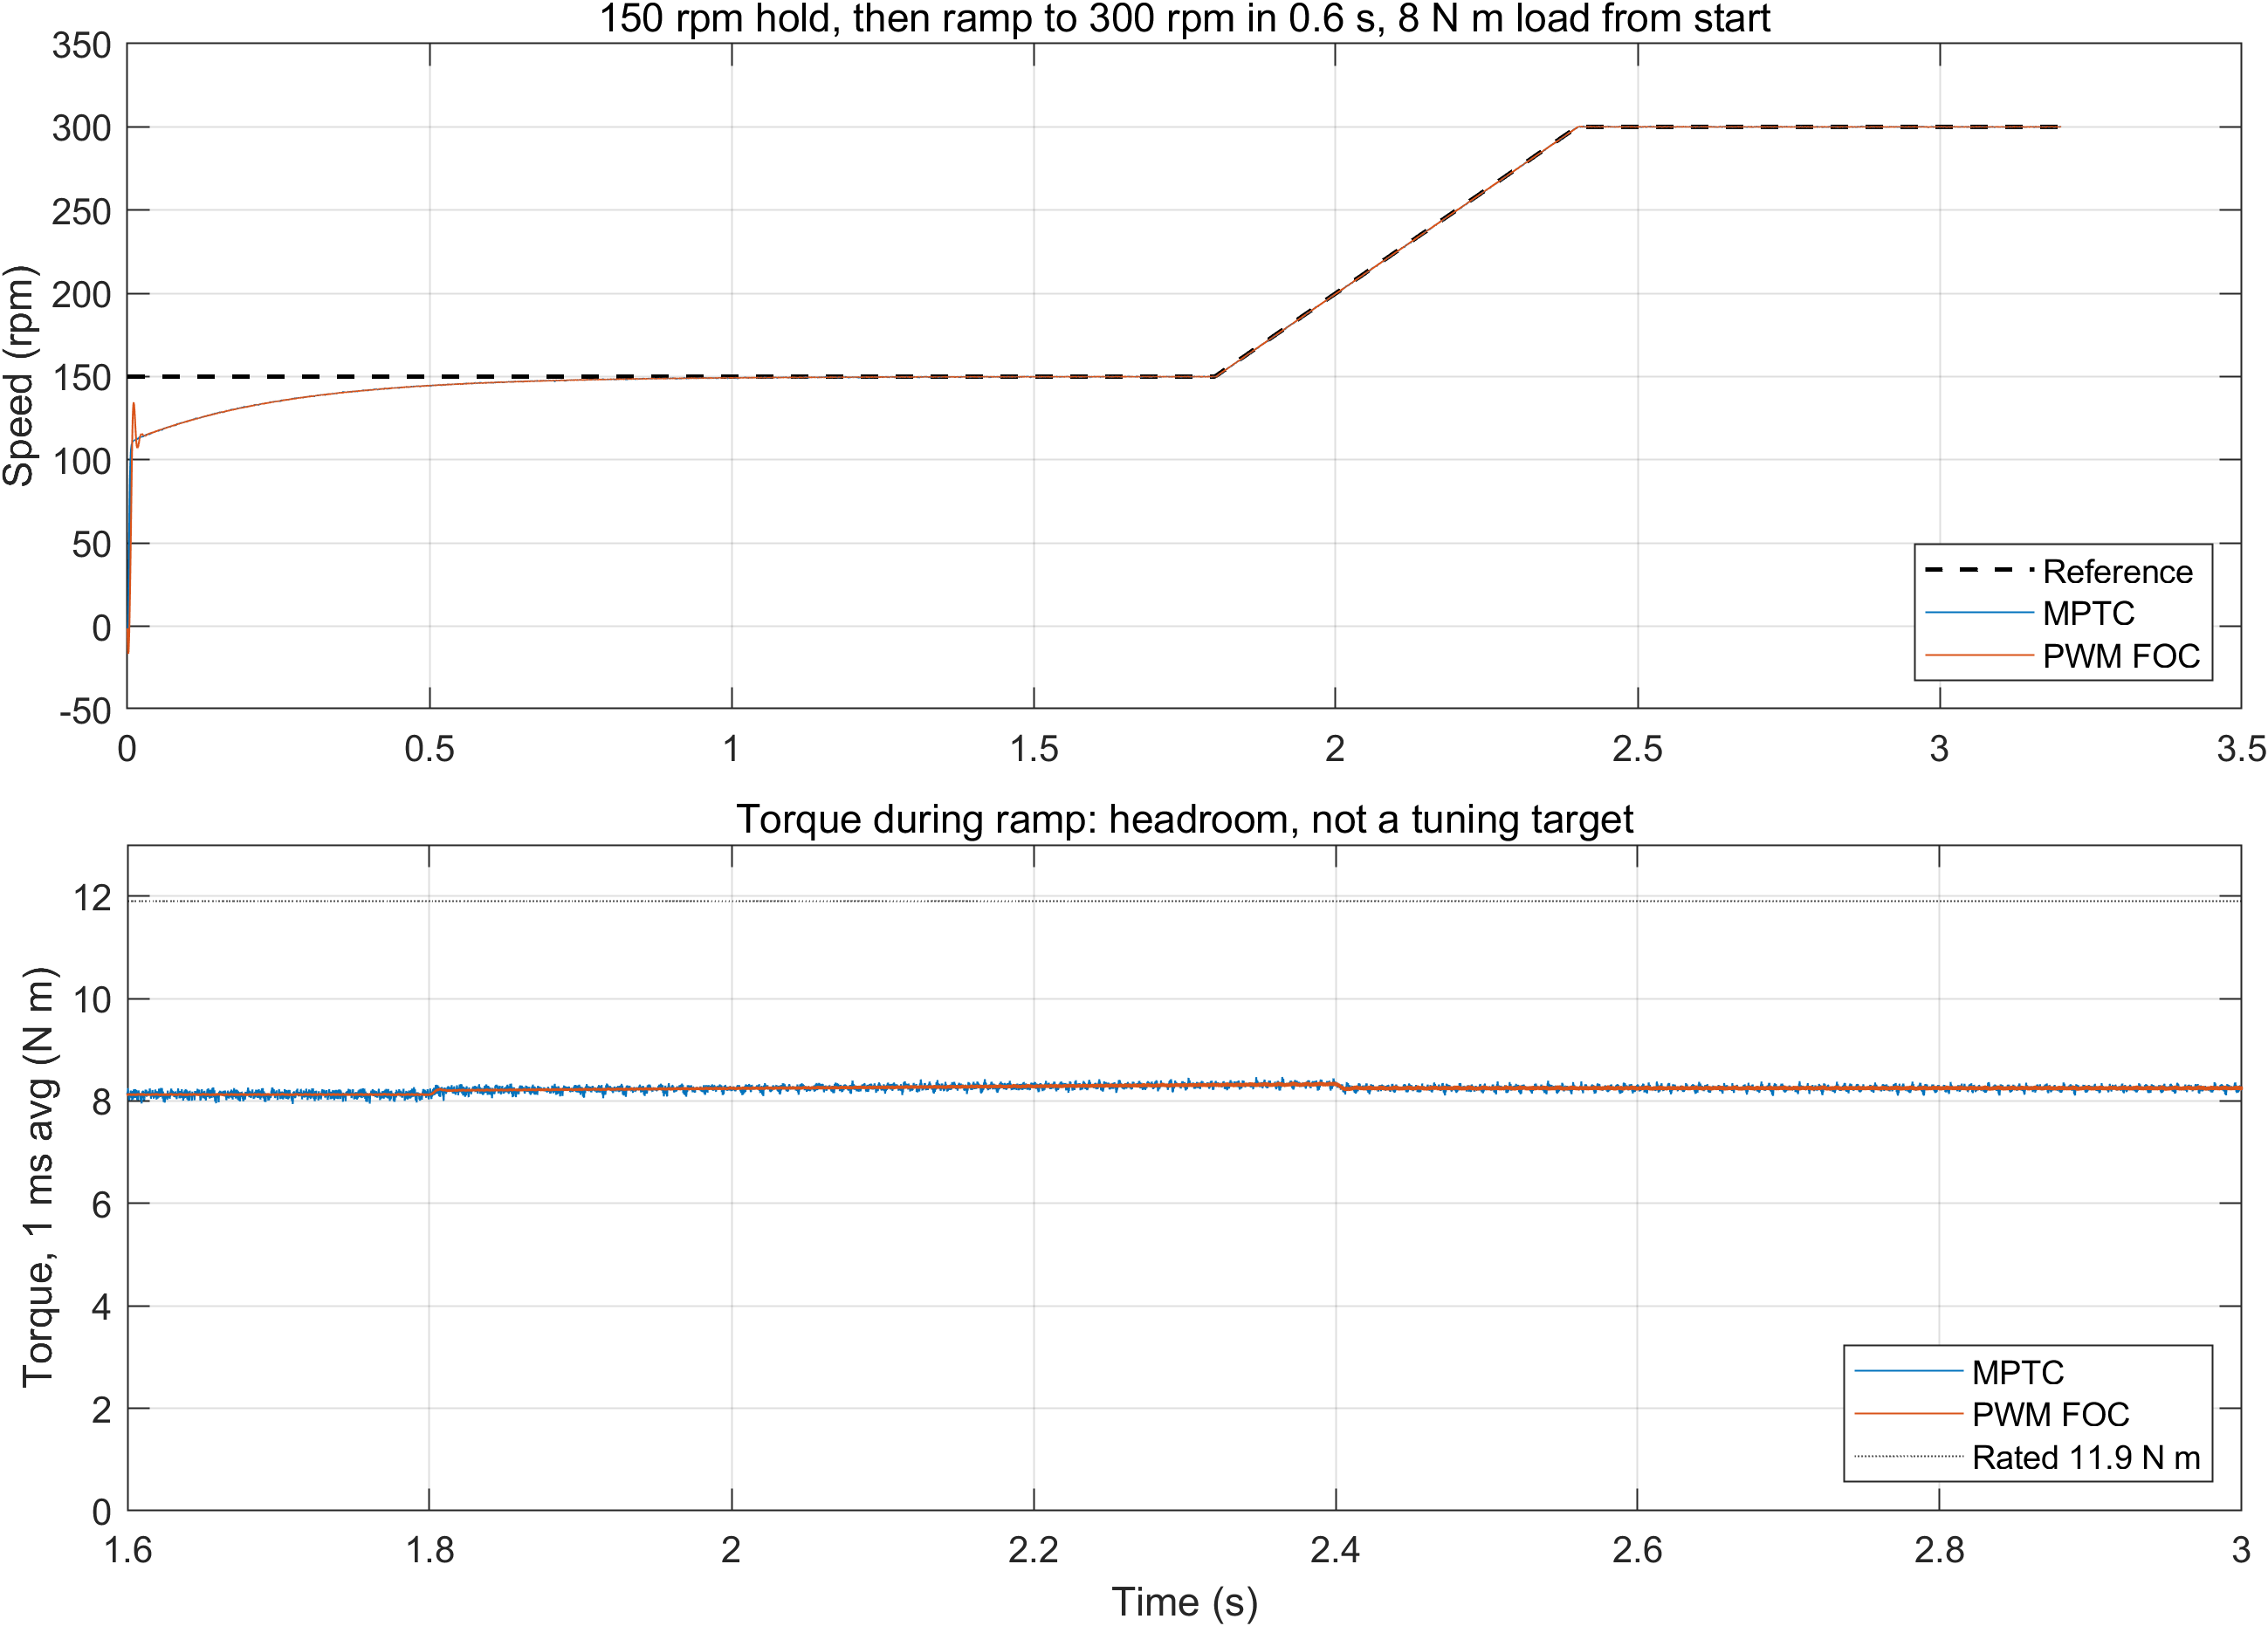 150 rpm hold, then ramp to 300 rpm in 0.6 s, 8 N m load from start
Speed (rpm)
350
300
250
200
150
100
50
0
-50
0 0.5 1 1.5 2 2.5 3 3.5
Reference
MPTC
PWM FOC
Torque during ramp: headroom, not a tuning target
Torque, 1 ms avg (N m)
12
10
8
6
4
2
0
1.6 1.8 2 2.2 2.4 2.6 2.8 3
MPTC
PWM FOC
Rated 11.9 N m
Time (s)